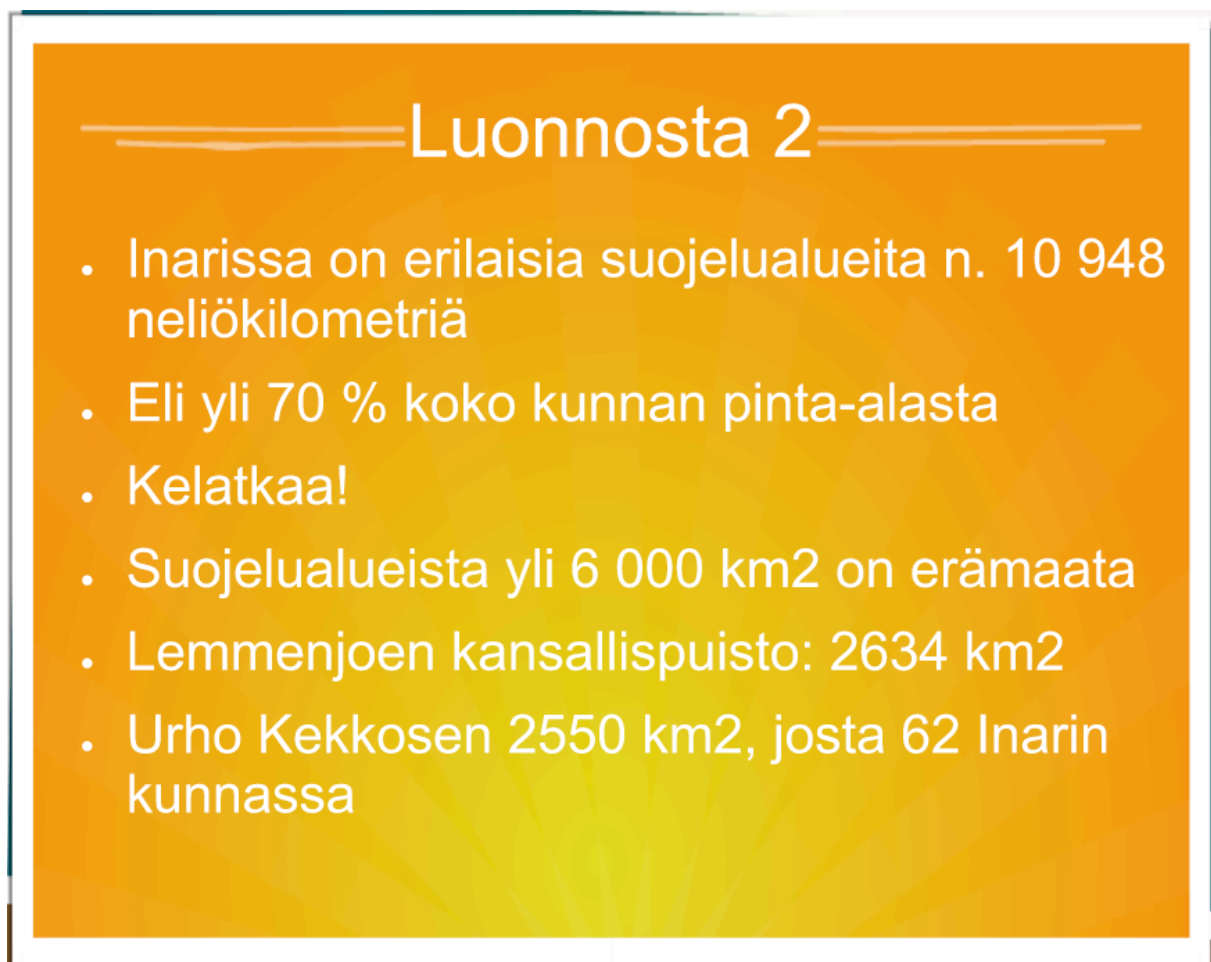 Luonnosta 2
Inarissa on erilaisia suojelualueita n. 10 948
neliökilometriä
Eli yli 70 % koko kunnan pinta-alasta
Kelatkaa!
Suojelualueista yli 6 000 km2 on erämaata
Lemmenjoen kansallispuisto: 2634 km2
Urho Kekkosen 2550 km2, josta 62 Inarin
kunnassa